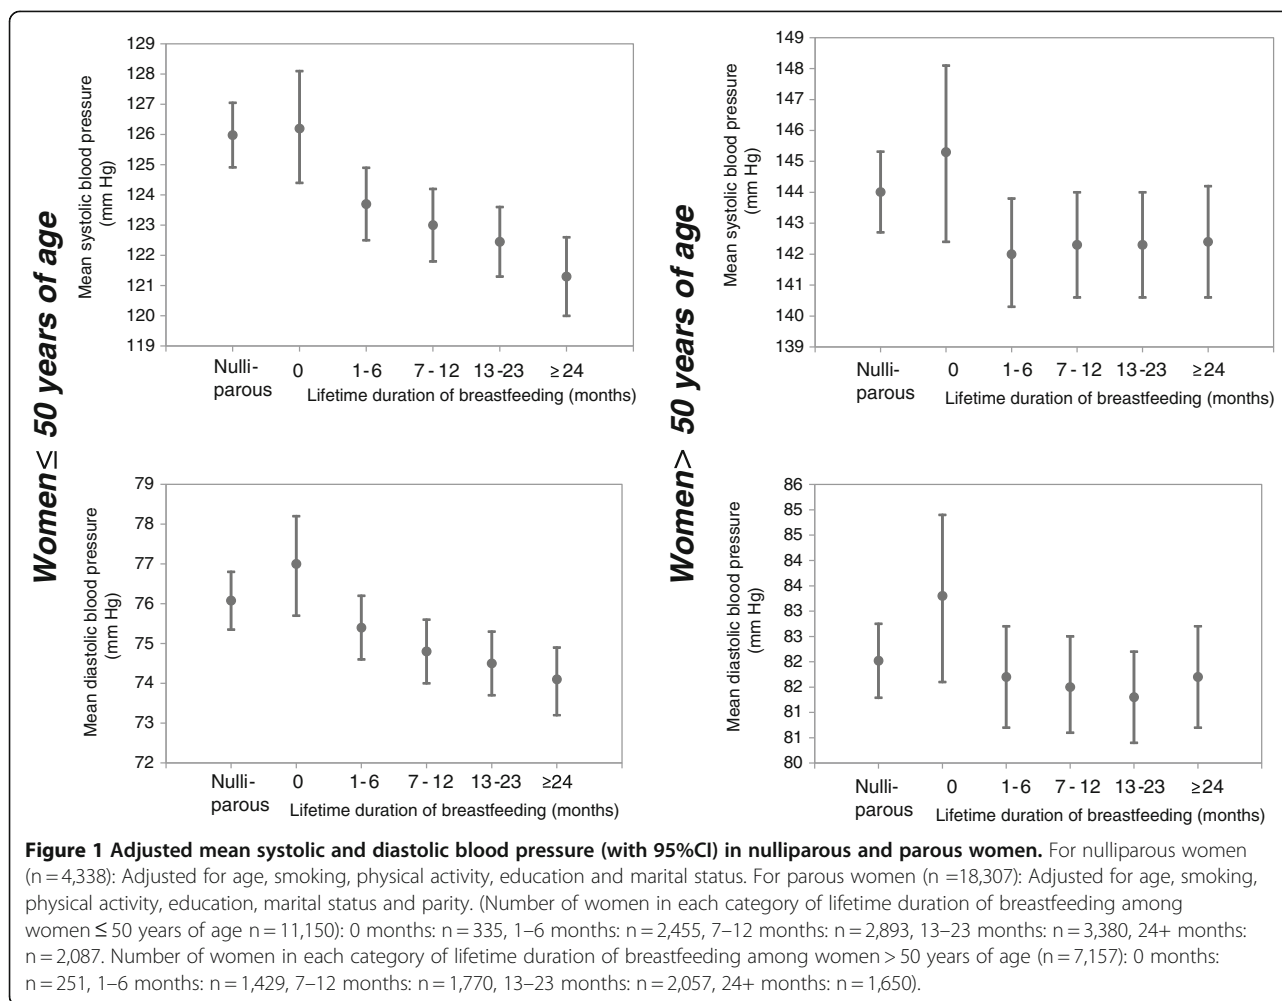 Women≤ 50 years of age
Mean systolic blood pressure
(mm Hg)
129
128
127
126
125
124
123
122
121
120
119
Nulli-
parous
0
1-6
7-12
13-23
≥24
Lifetime duration of breastfeeding (months)
Women> 50 years of age
Mean systolic blood pressure
(mm Hg)
149
148
147
146
145
144
143
142
141
140
139
Nulli-
parous
0
1-6
7-12
13-23
≥24
Lifetime duration of breastfeeding (months)
Mean diastolic blood pressure
(mm Hg)
79
78
77
76
75
74
73
72
Nulli-
parous
0
1-6
7-12
13-23
≥24
Lifetime duration of breastfeeding (months)
Mean diastolic blood pressure
(mm Hg)
86
85
84
84
83
83
82
82
81
81
80
Nulli-
parous
0
1-6
7-12
13-23
≥24
Lifetime duration of breastfeeding (months)
Figure 1 Adjusted mean systolic and diastolic blood pressure (with 95%CI) in nulliparous and parous women. For nulliparous women
(n = 4,338): Adjusted for age, smoking, physical activity, education and marital status. For parous women (n =18,307): Adjusted for age, smoking,
physical activity, education, marital status and parity. (Number of women in each category of lifetime duration of breastfeeding among
women ≤ 50 years of age n = 11,150): 0 months: n = 335, 1–6 months: n = 2,455, 7–12 months: n = 2,893, 13–23 months: n = 3,380, 24+ months:
n = 2,087. Number of women in each category of lifetime duration of breastfeeding among women > 50 years of age (n = 7,157): 0 months:
n = 251, 1–6 months: n = 1,429, 7–12 months: n = 1,770, 13–23 months: n = 2,057, 24+ months: n = 1,650).